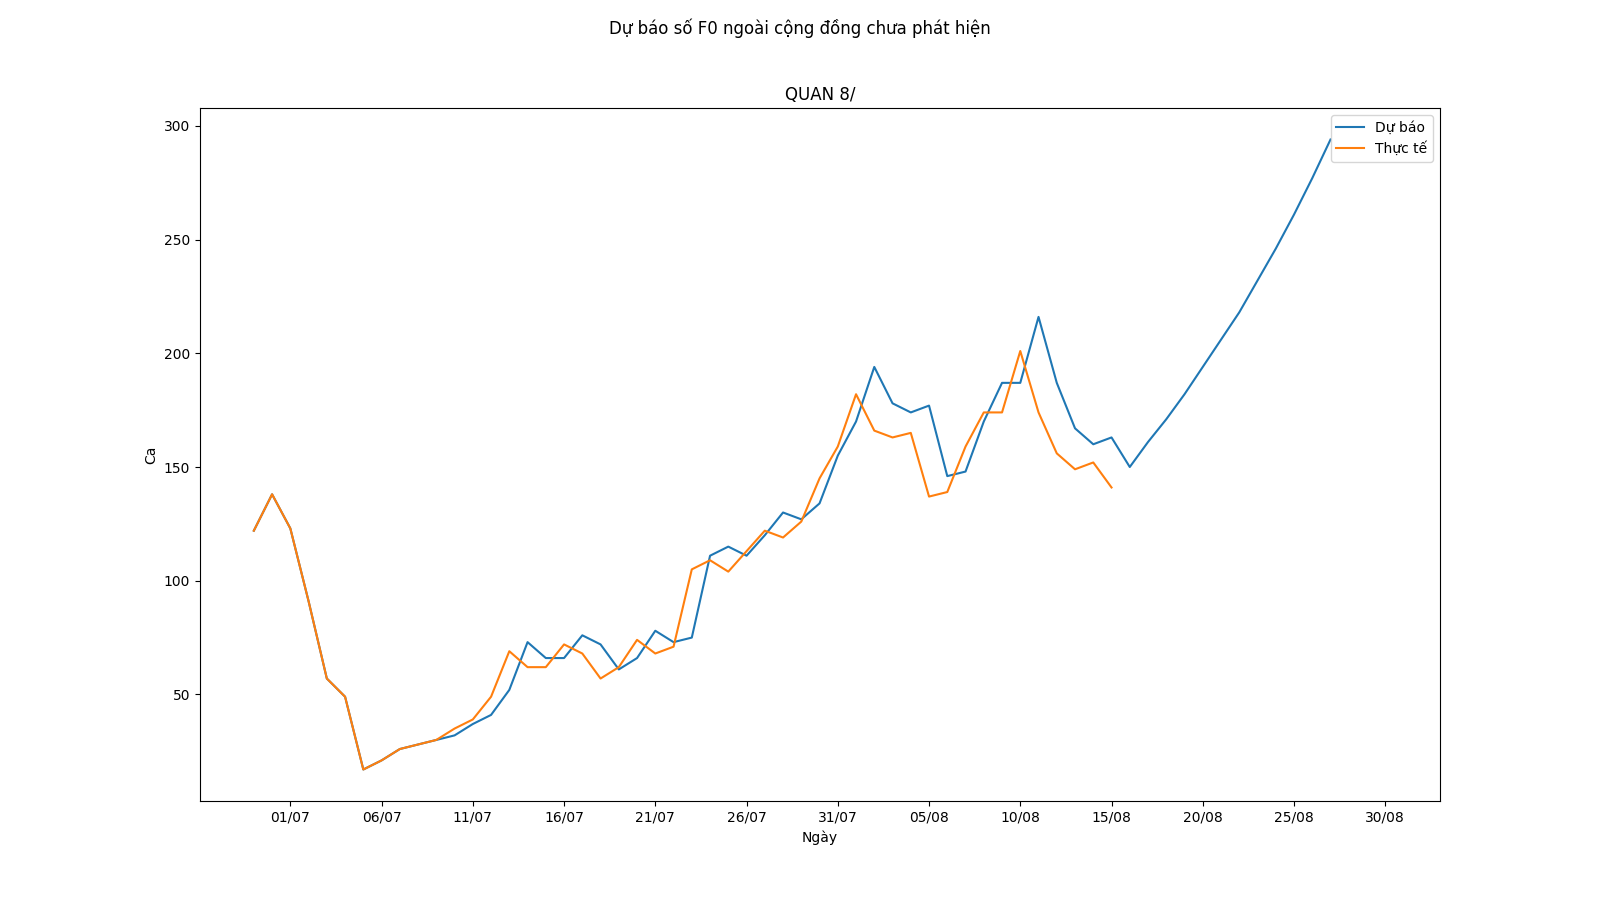 Dự báo số F0 ngoài cộng đồng chưa phát hiện
QUAN 8/
Dự báo
Thực tế
300
250
200
150
100
50
Ca
01/07 06/07 11/07 16/07 21/07 26/07 31/07 05/08 10/08 15/08 20/08 25/08 30/08
Ngày